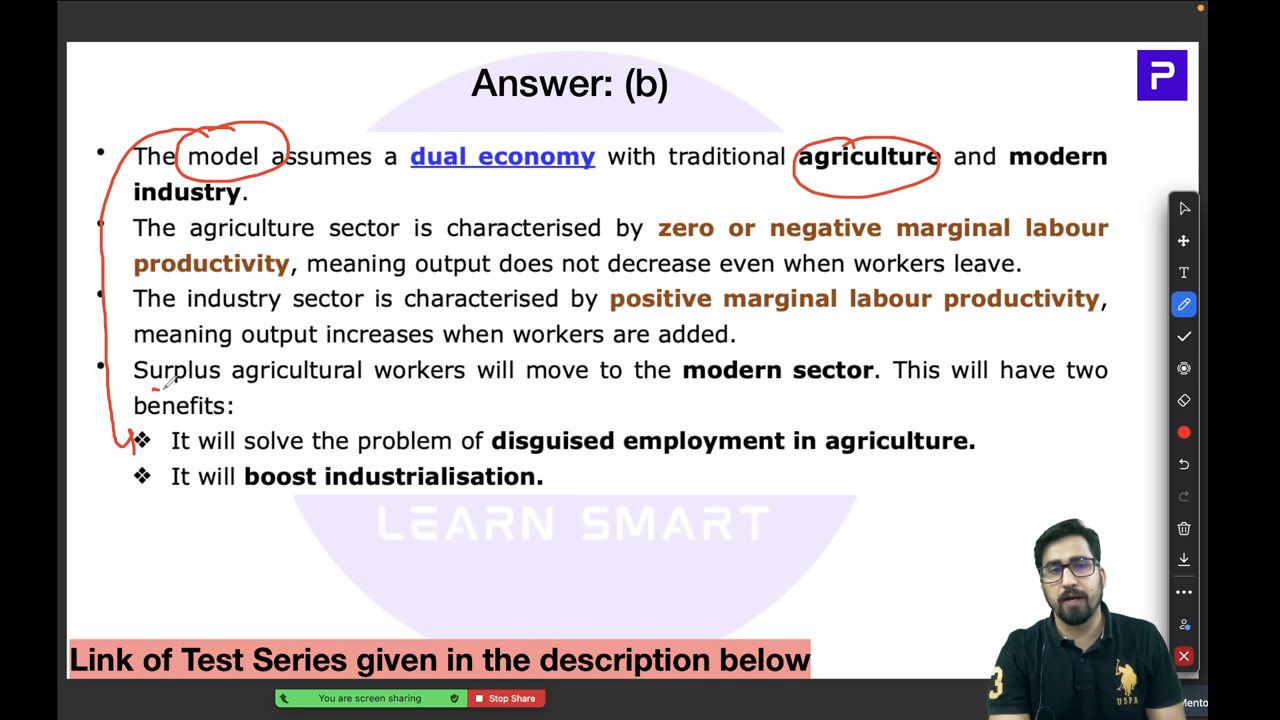 Answer: (b)
P
• The model assumes a dual economy with traditional agriculture and modern
industry.
• The agriculture sector is characterised by zero or negative marginal labour
productivity, meaning output does not decrease even when workers leave.
• The industry sector is characterised by positive marginal labour productivity,
meaning output increases when workers are added.
• Surplus agricultural workers will move to the modern sector. This will have two
benefits:
❖ It will solve the problem of disguised employment in agriculture.
❖ It will boost industrialisation.
LEARN SMART
T
3
USPA
Link of Test Series given in the description below
You are screen sharing
Stop Share
Mento